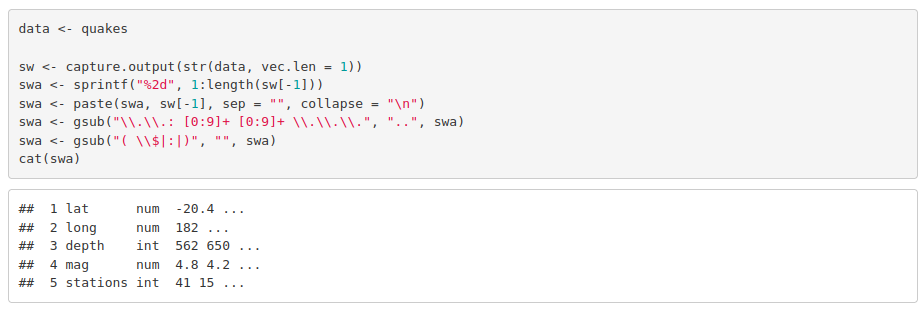 data <- quakes
sw <- capture.output(str(data, vec.len = 1))
swa <- sprintf("%2d", 1:length(sw[-1]))
swa <- paste(swa, sw[-1], sep = "", collapse = "\n")
swa <- gsub("\\.\\.: [0:9]+ [0:9]+ \\.\\.\\.", "..", swa)
swa <- gsub("( \\$|:|)", "", swa)
cat(swa)
##  1 lat      num  -20.4 ...
##  2 long     num  182 ...
##  3 depth    int  562 650 ...
##  4 mag      num  4.8 4.2 ...
##  5 stations int  41 15 ...